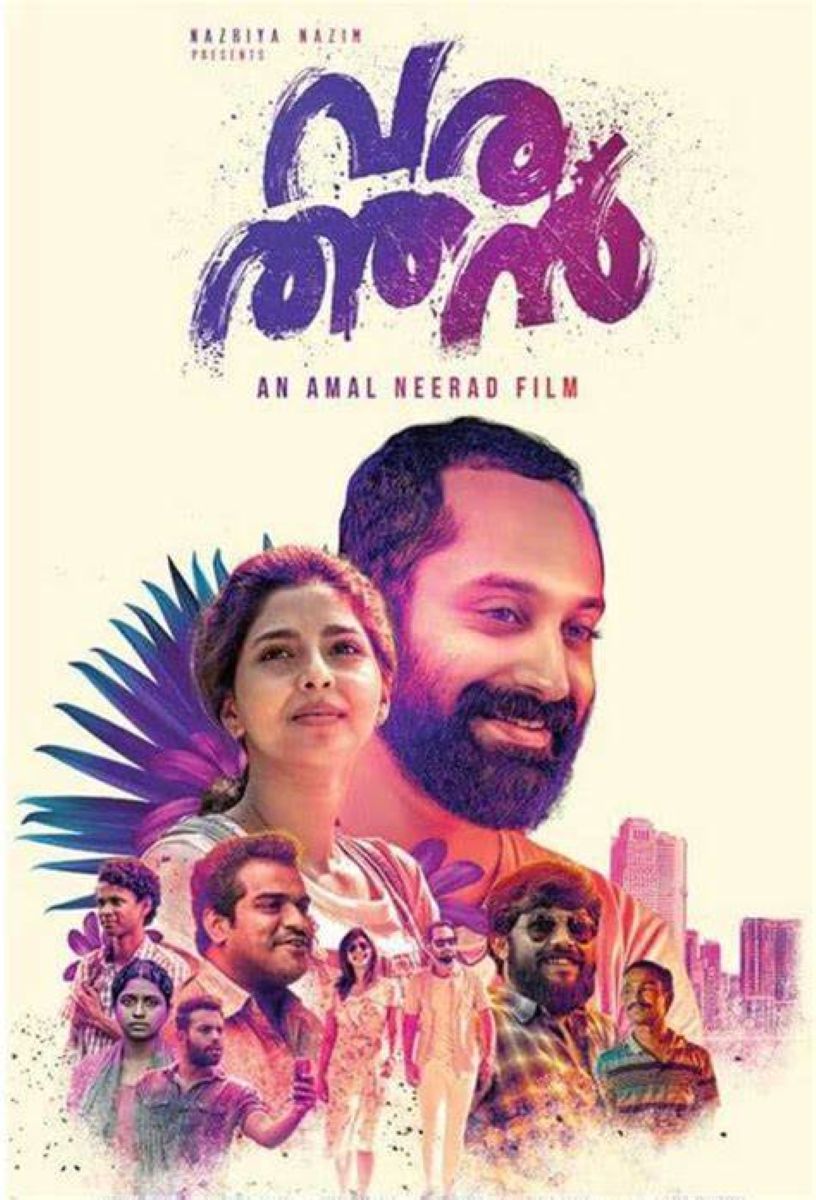 NAZRIYA NAZIM
PRESENTS
വര
ത്തൻ
AN AMAL NEERAD FILM